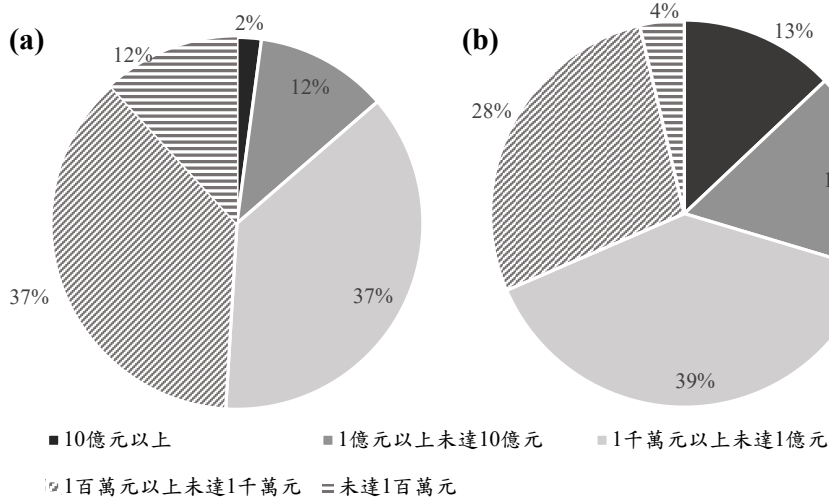 (a)
2%
12%
12%
37%
37%
(b)
4%
13%
28%
39%
10億元以上
1億元以上未達10億元
1千萬元以上未達1億元
1百萬元以上未達1千萬元
未達1百萬元